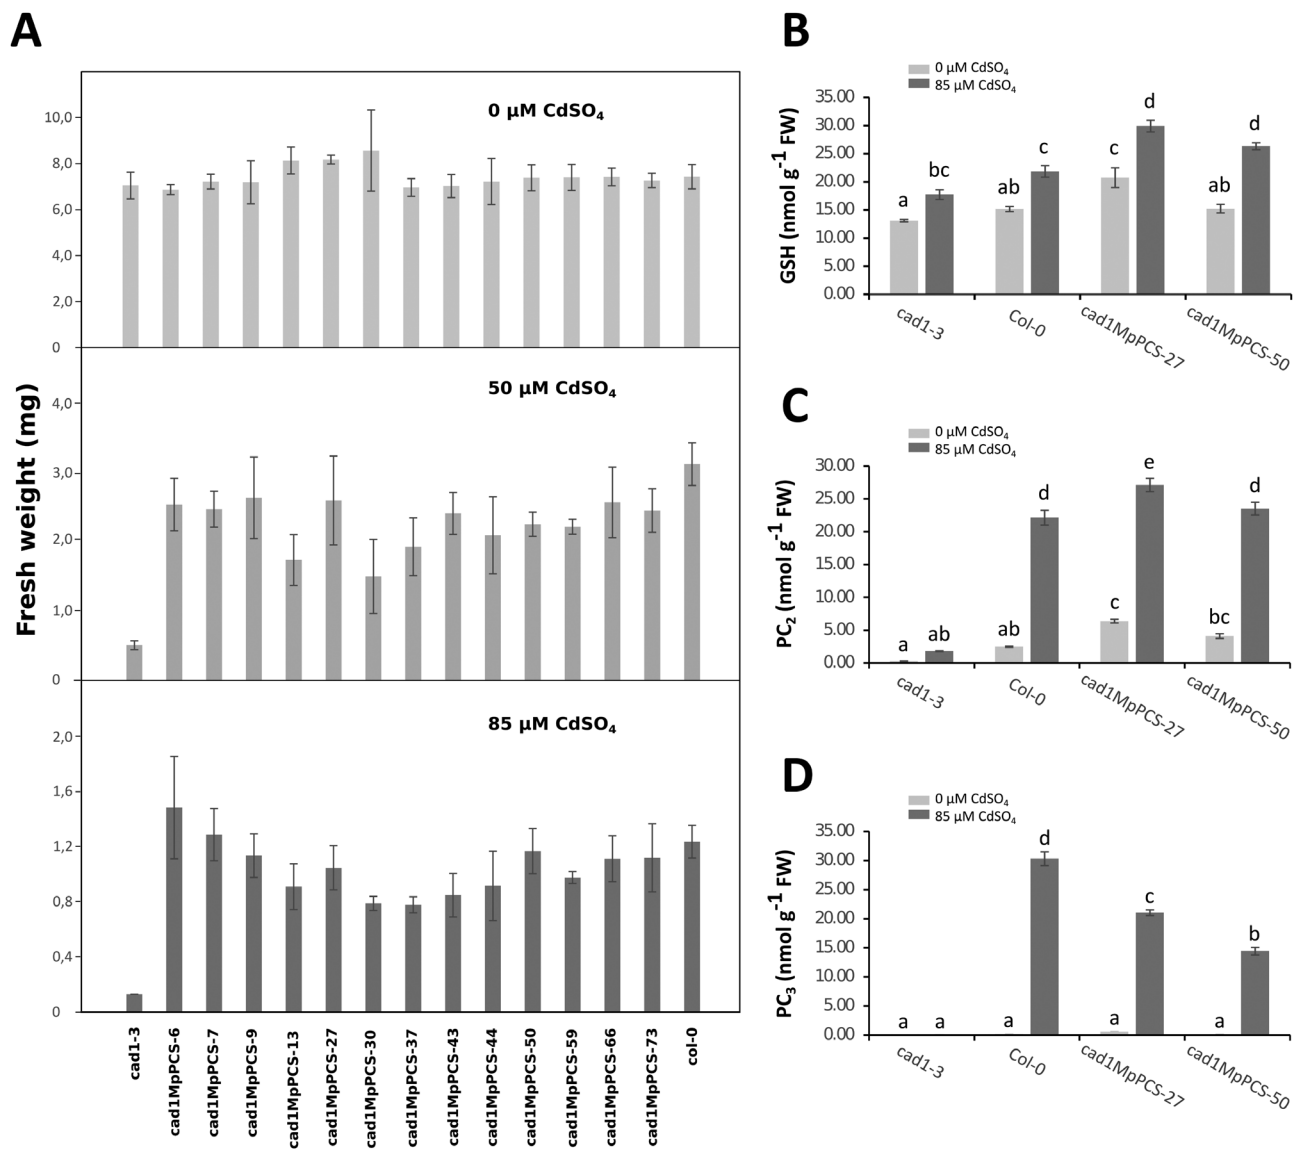 A
Fresh weight (mg)
0 µM CdSO₄
10,0
8,0
6,0
4,0
2,0
0
50 µM CdSO₄
4,0
3,0
2,0
1,0
0
85 µM CdSO₄
2,0
1,6
1,2
0,8
0,4
0
cad1-3
cad1MpPCS-6
cad1MpPCS-7
cad1MpPCS-9
cad1MpPCS-13
cad1MpPCS-27
cad1MpPCS-30
cad1MpPCS-37
cad1MpPCS-43
cad1MpPCS-44
cad1MpPCS-50
cad1MpPCS-59
cad1MpPCS-66
cad1MpPCS-73
col-0
B
0 µM CdSO₄
85 µM CdSO₄
GSH (nmol g⁻¹ FW)
35.00
30.00
25.00
20.00
15.00
10.00
5.00
0.00
a bc ab c c d ab d
cad1-3
Col-0
cad1MpPCS-27
cad1MpPCS-50
C
0 µM CdSO₄
85 µM CdSO₄
PC₂ (nmol g⁻¹ FW)
30.00
25.00
20.00
15.00
10.00
5.00
0.00
a ab ab d c e bc d
cad1-3
Col-0
cad1MpPCS-27
cad1MpPCS-50
D
0 µM CdSO₄
85 µM CdSO₄
PC₃ (nmol g⁻¹ FW)
35.00
30.00
25.00
20.00
15.00
10.00
5.00
0.00
a a a d a c a b
cad1-3
Col-0
cad1MpPCS-27
cad1MpPCS-50